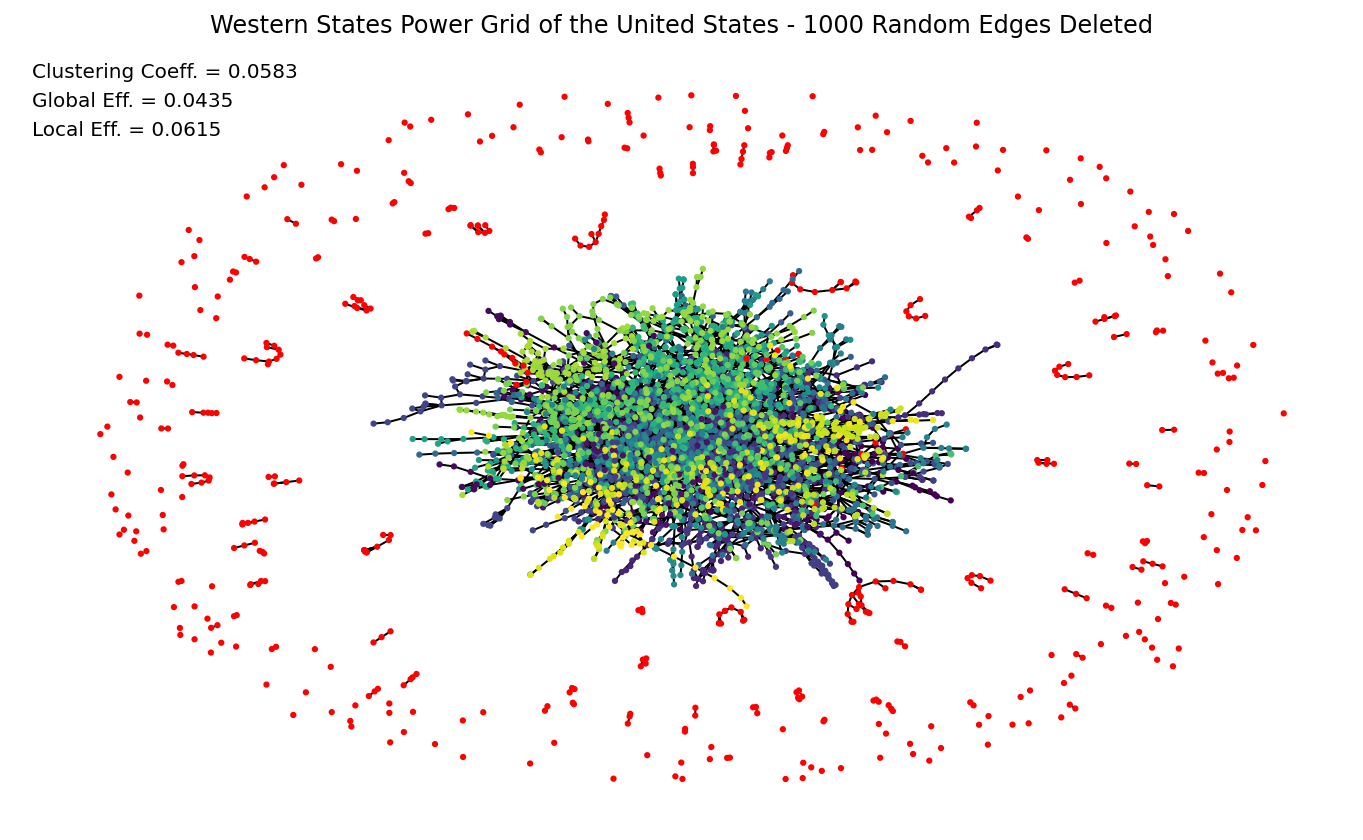 Western States Power Grid of the United States - 1000 Random Edges Deleted
Clustering Coeff. = 0.0583
Global Eff. = 0.0435
Local Eff. = 0.0615